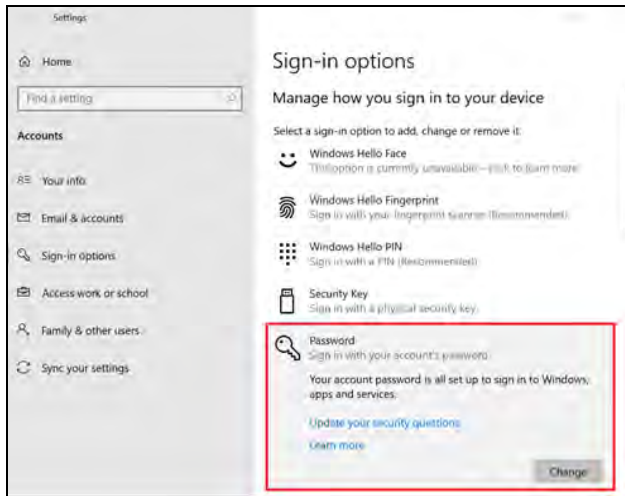 Settings
Home
Find a setting
Accounts
Your info
Email & accounts
Sign-in options
Access work or school
Family & other users
Sync your settings
Sign-in options
Manage how you sign in to your device
Select a sign-in option to add, change or remove it.
Windows Hello Face
This option is currently unavailable—click to learn more
Windows Hello Fingerprint
Sign in with your fingerprint scanner (Recommended)
Windows Hello PIN
Sign in with a PIN (Recommended)
Security Key
Sign in with a physical security key
Password
Sign in with your account's password
Your account password is all set up to sign in to Windows,
apps and services.
Update your security questions
Learn more
Change